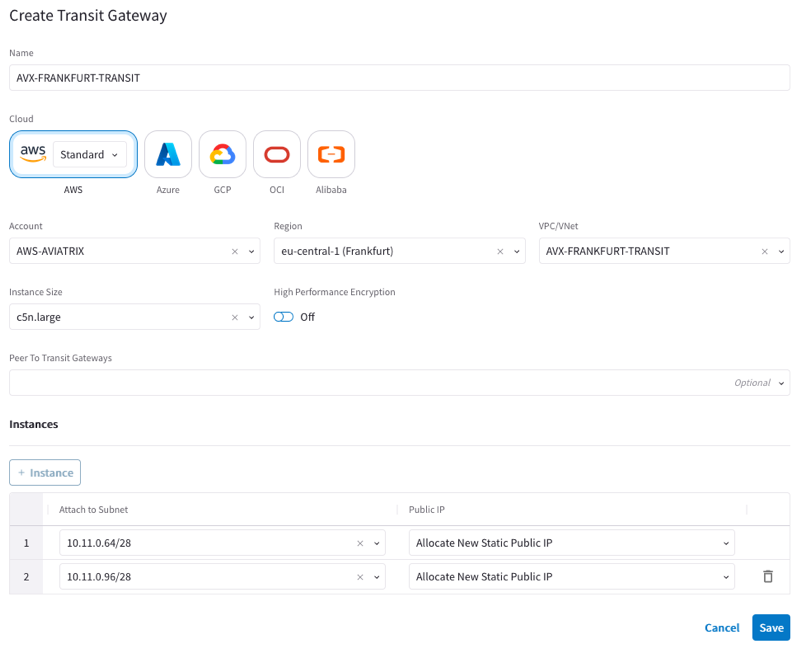 Create Transit Gateway
Name
AVX-FRANKFURT-TRANSIT
Cloud
aws Standard
AWS Azure GCP OCI Alibaba
Account Region VPC/VNet
AWS-AVIATRIX eu-central-1 (Frankfurt) AVX-FRANKFURT-TRANSIT
Instance Size High Performance Encryption
c5n.large Off
Peer To Transit Gateways
Optional
Instances
+ Instance
Attach to Subnet Public IP
1 10.11.0.64/28 Allocate New Static Public IP
2 10.11.0.96/28 Allocate New Static Public IP
Cancel Save